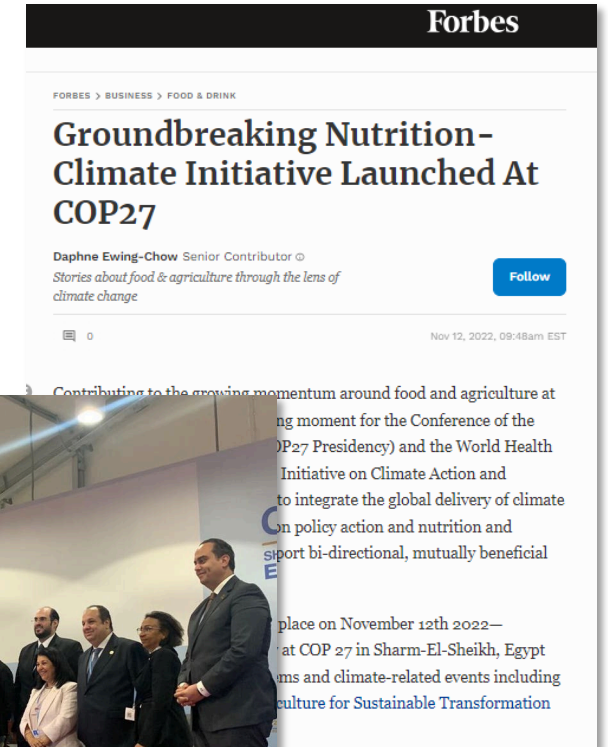 Forbes
FORBES > BUSINESS > FOOD & DRINK
Groundbreaking Nutrition-
Climate Initiative Launched At
COP27
Daphne Ewing-Chow Senior Contributor
Stories about food & agriculture through the lens of
climate change
Follow
0
Nov 12, 2022, 09:48am EST
Contributing to the growing momentum around food and agriculture at
ng moment for the Conference of the
P27 Presidency) and the World Health
Initiative on Climate Action and
to integrate the global delivery of climate
on policy action and nutrition and
port bi-directional, mutually beneficial
place on November 12th 2022—
at COP 27 in Sharm-El-Sheikh, Egypt
ms and climate-related events including
culture for Sustainable Transformation